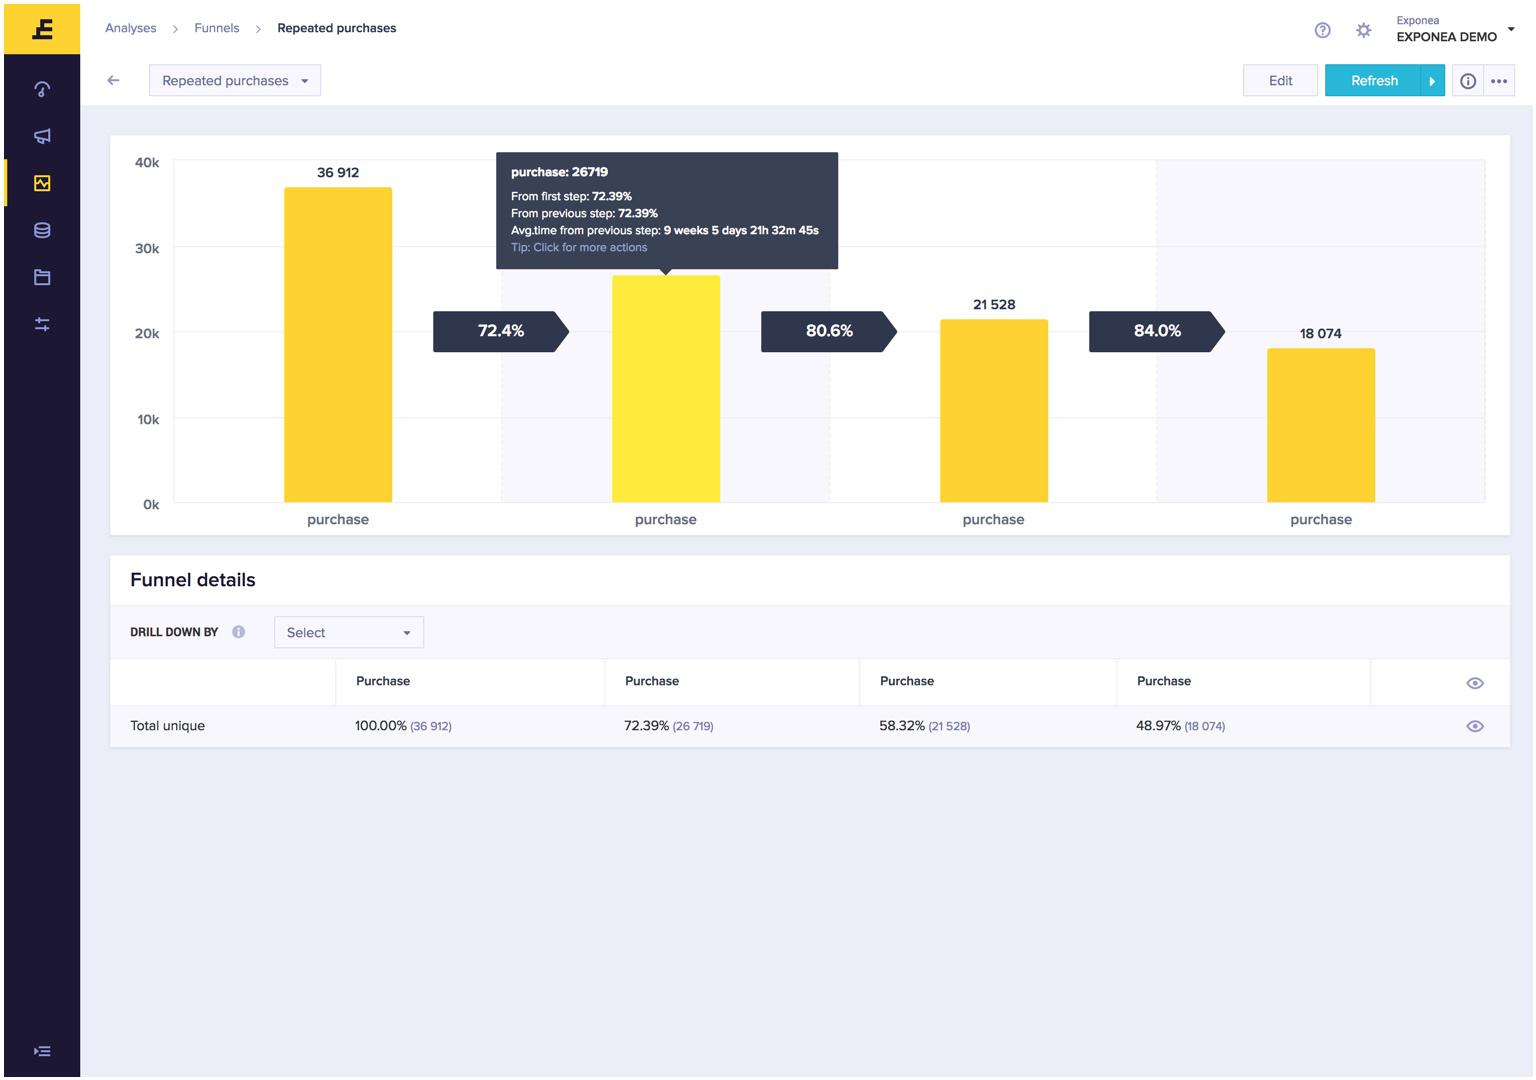 Analyses > Funnels > Repeated purchases
Exponea
EXPONEA DEMO
Repeated purchases
Edit
Refresh
40k
30k
20k
10k
0k
36 912
purchase: 26719
From first step: 72.39%
From previous step: 72.39%
Avg.time from previous step: 9 weeks 5 days 21h 32m 45s
Tip: Click for more actions
21 528
18 074
72.4%
80.6%
84.0%
purchase
purchase
purchase
purchase
Funnel details
DRILL DOWN BY
Select
Purchase
Purchase
Purchase
Purchase
Total unique
100.00% (36 912)
72.39% (26 719)
58.32% (21 528)
48.97% (18 074)